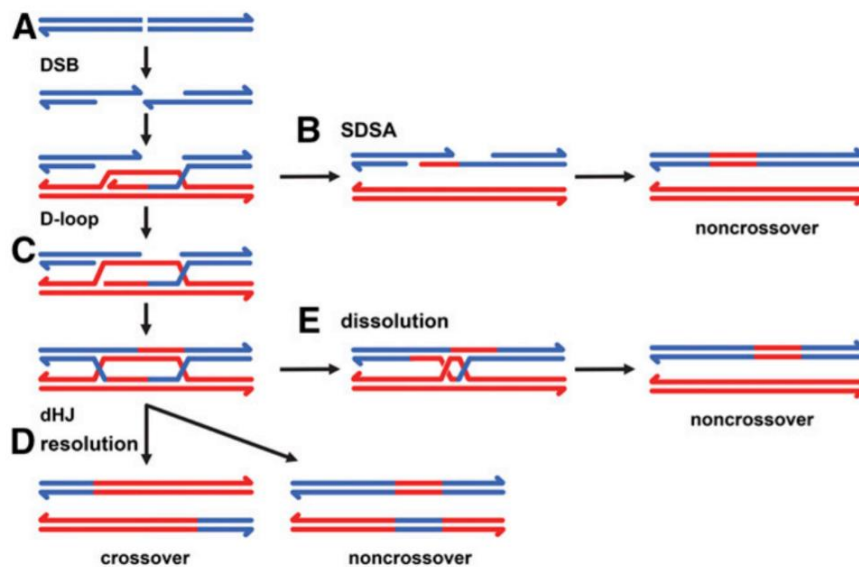 A
DSB
B SDSA
D-loop
noncrossover
C
E dissolution
dHJ
noncrossover
D resolution
crossover
noncrossover